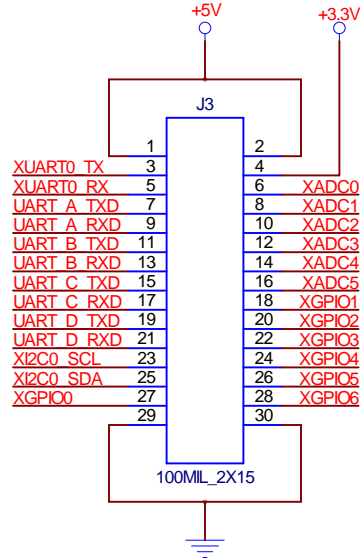 +5V +3.3V
J3
1 2
XUART0_TX 3 4
XUART0_RX 5 6 XADC0
UART_A_TXD 7 8 XADC1
UART_A_RXD 9 10 XADC2
UART_B_TXD 11 12 XADC3
UART_B_RXD 13 14 XADC4
UART_C_TXD 15 16 XADC5
UART_C_RXD 17 18 XGPIO1
UART_D_TXD 19 20 XGPIO2
UART_D_RXD 21 22 XGPIO3
XI2C0_SCL 23 24 XGPIO4
XI2C0_SDA 25 26 XGPIO5
XGPIO0 27 28 XGPIO6
29 30
100MIL_2X15